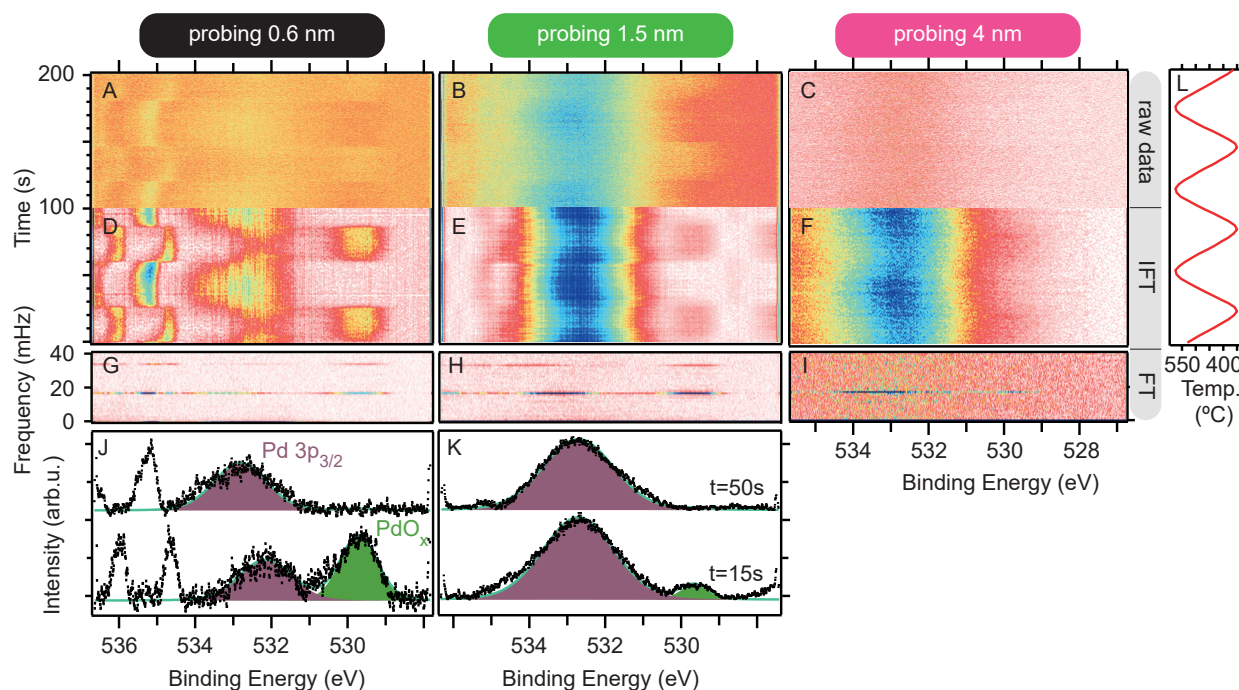 probing 0.6 nm
probing 1.5 nm
probing 4 nm
200
100
Time (s)
A
B
C
D
E
F
raw data
IFT
FT
L
550 400
Temp.
(ºC)
Frequency (mHz)
40
20
0
G
H
I
534 532 530 528
Binding Energy (eV)
Intensity (arb.u.)
J
Pd 3p3/2
PdOx
K
t=50s
t=15s
536 534 532 530
Binding Energy (eV)
534 532 530
Binding Energy (eV)